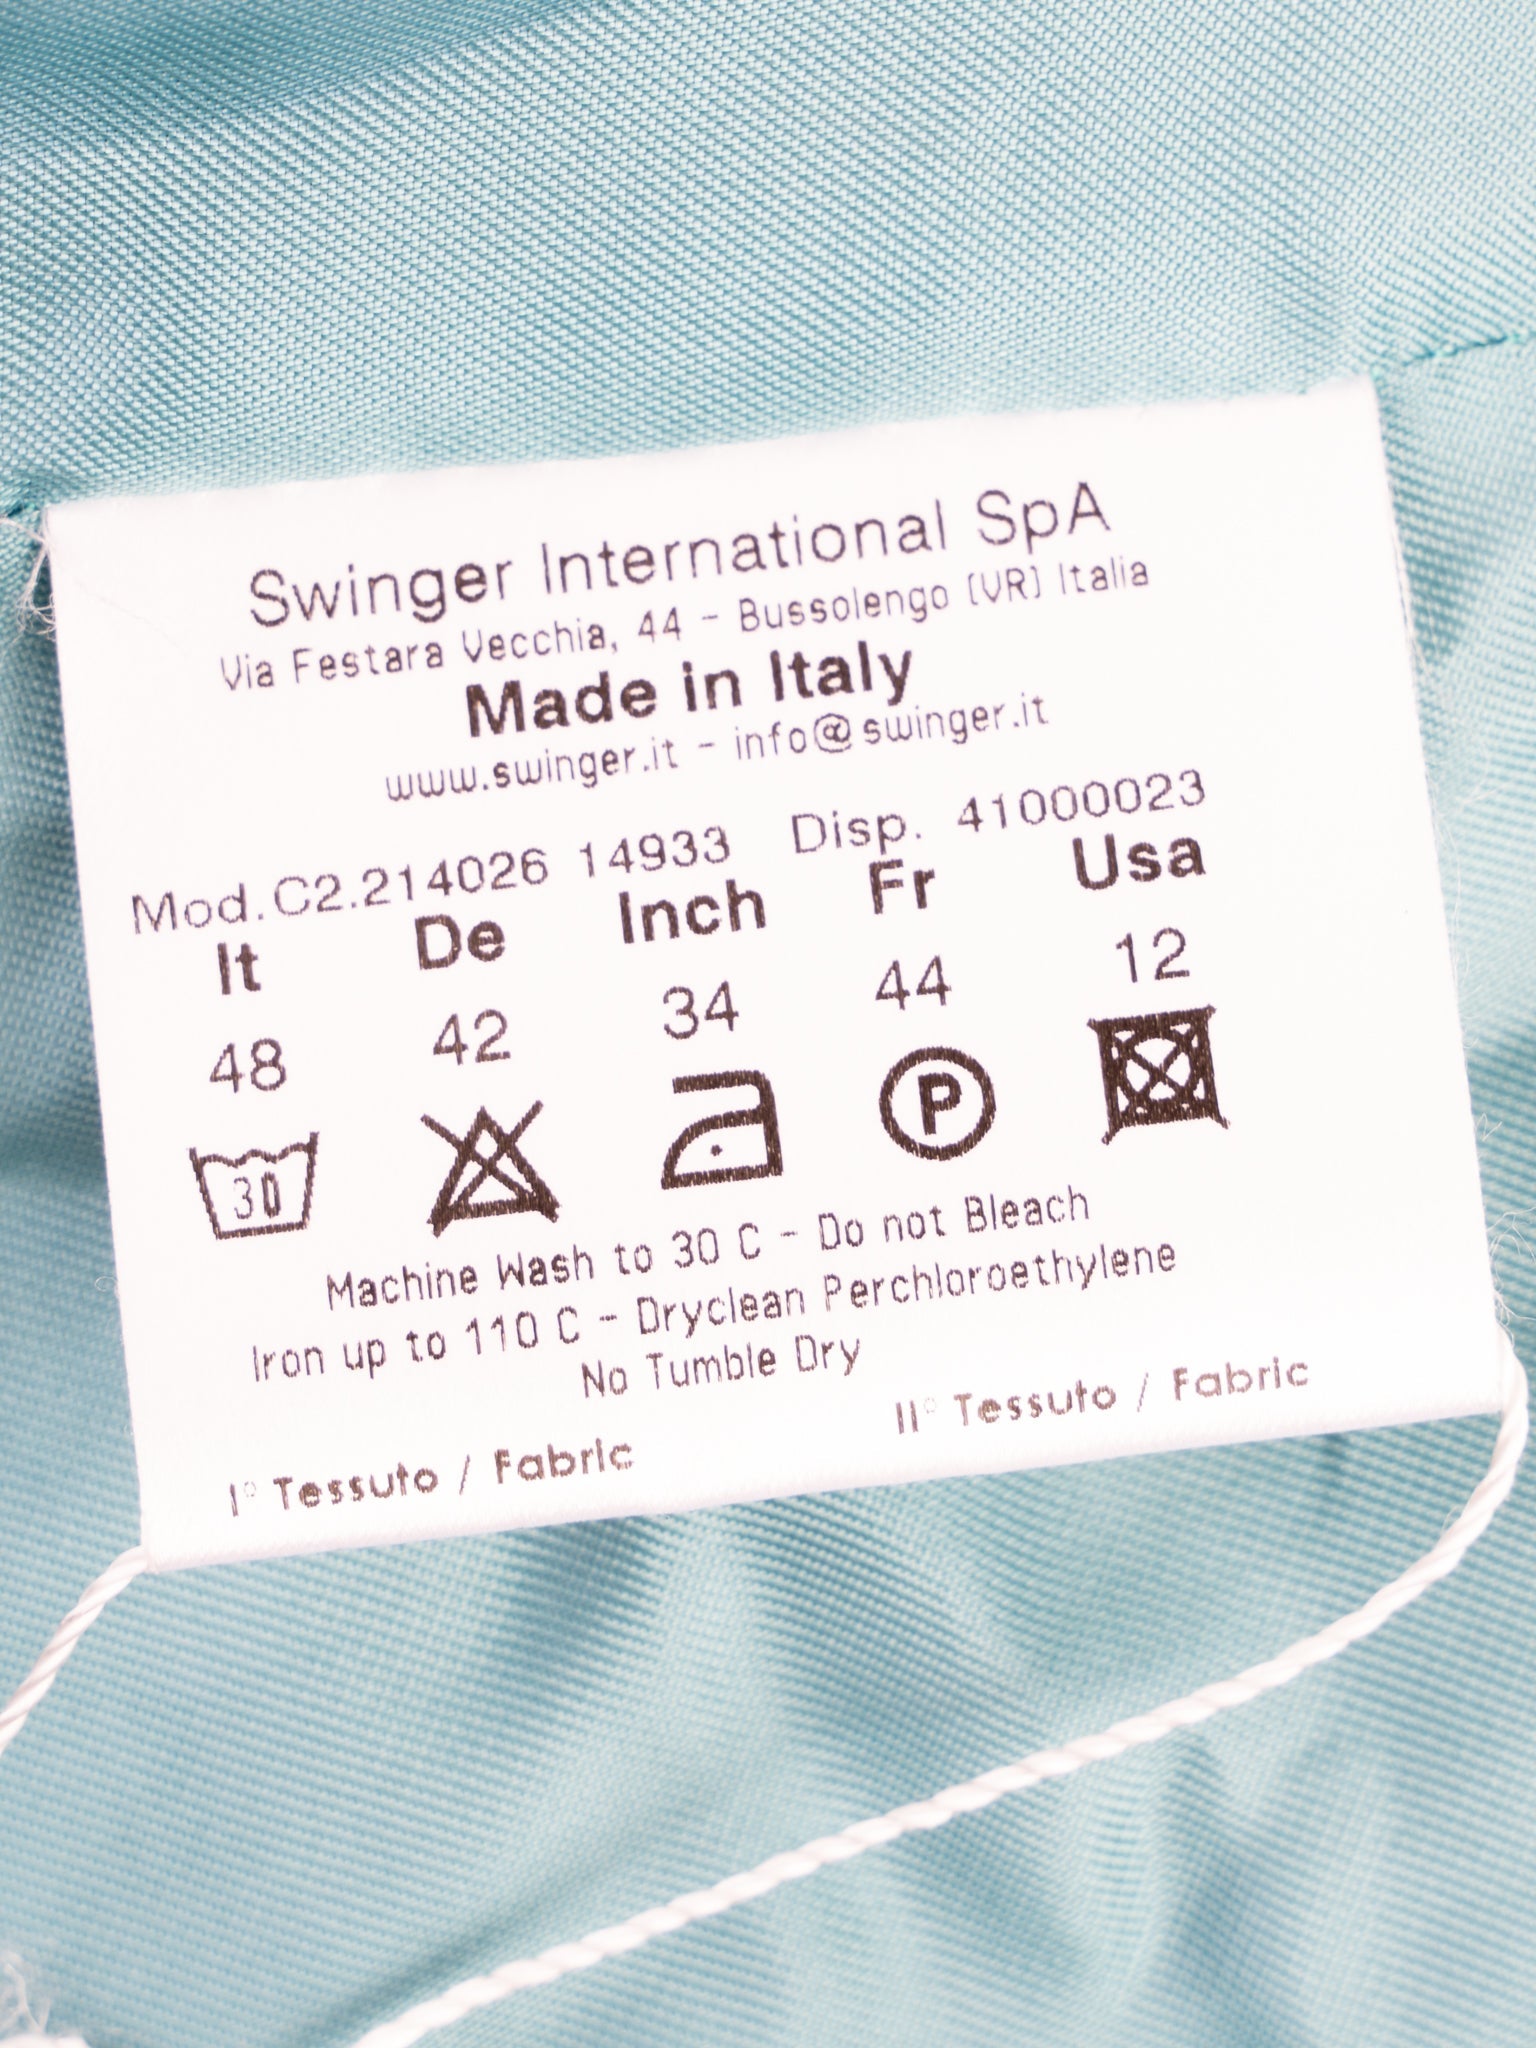 Swinger International SpA
Via Festara Vecchia, 44 - Bussolengo (VR) Italia
Made in Italy
www.swinger.it - info@swinger.it
Mod.C2.214026 14933 Disp. 41000023
It De Inch Fr Usa
48 42 34 44 12
30 P
Machine Wash to 30 C - Do not Bleach
Iron up to 110 C - Dryclean Perchloroethylene
No Tumble Dry
I° Tessuto / Fabric II° Tessuto / Fabric